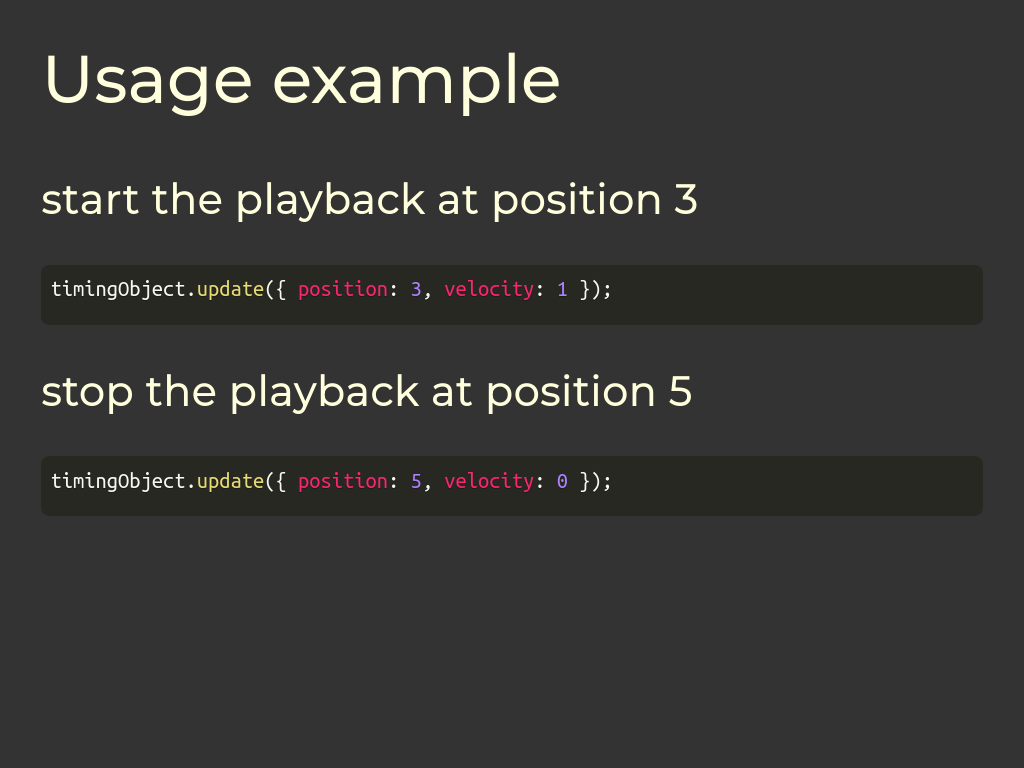 Usage example
start the playback at position 3
timingObject.update({ position: 3, velocity: 1 });
stop the playback at position 5
timingObject.update({ position: 5, velocity: 0 });